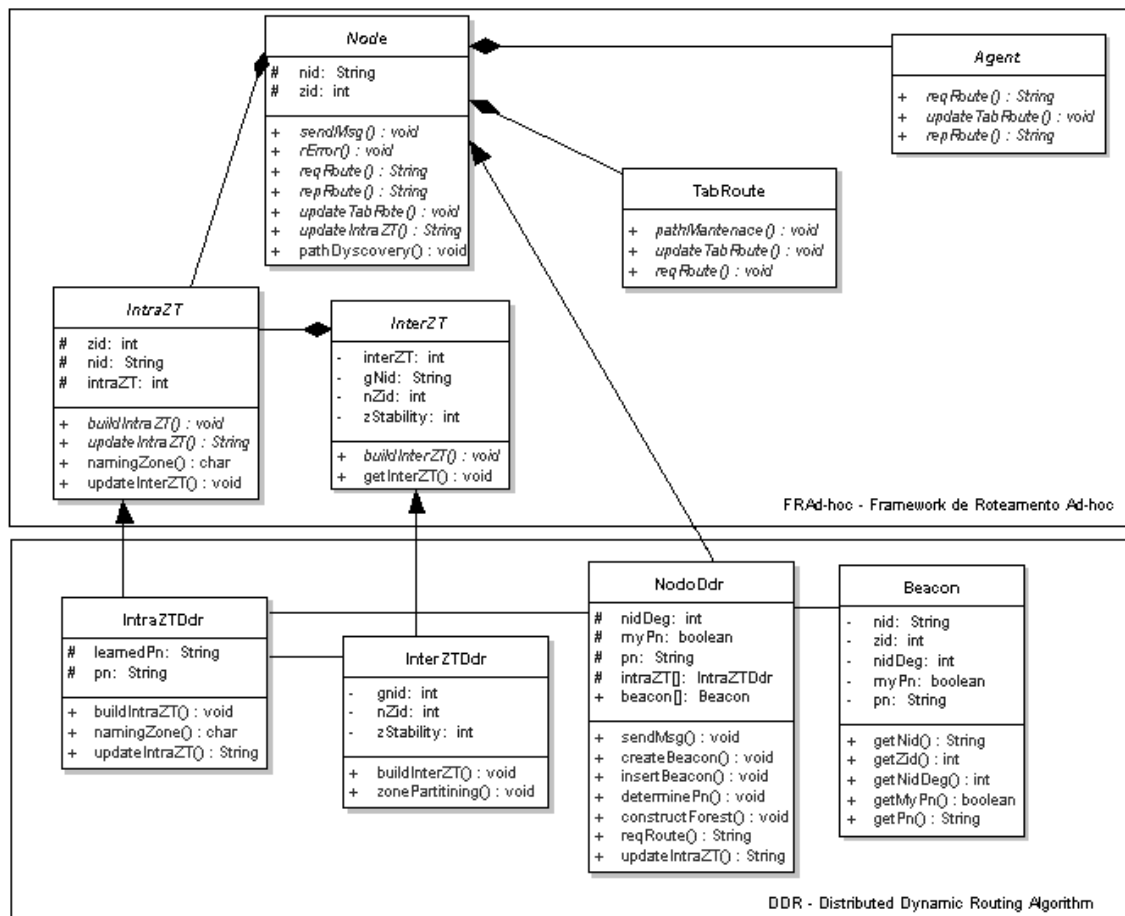 Node
# nid: String
# zid: int
+ sendMsg() : void
+ rError() : void
+ reqRoute() : String
+ repRoute() : String
+ updateTabRote() : void
+ updateIntraZT() : String
+ pathDyscovery() : void
Agent
+ reqRoute() : String
+ updateTabRoute() : void
+ repRoute() : String
TabRoute
+ pathMantenace() : void
+ updateTabRoute() : void
+ reqRoute() : void
IntraZT
# zid: int
# nid: String
# intraZT: int
+ buildIntraZT() : void
+ updateIntraZT() : String
+ namingZone() : char
+ updateInterZT() : void
InterZT
- interZT: int
- gNid: String
- nZid: int
- zStability: int
+ buildInterZT() : void
+ getInterZT() : void
FRAd-hoc - Framework de Roteamento Ad-hoc
IntraZTDdr
# learnedPn: String
# pn: String
+ buildIntraZT() : void
+ namingZone() : char
+ updateIntraZT() : String
InterZTDdr
- gnid: int
- nZid: int
- zStability: int
+ buildInterZT() : void
+ zonePartitining() : void
NodoDdr
# nidDeg: int
# myPn: boolean
# pn: String
# intraZT[]: IntraZTDdr
+ beacon[]: Beacon
+ sendMsg() : void
+ createBeacon() : void
+ insertBeacon() : void
+ determinePn() : void
+ constructForest() : void
+ reqRoute() : String
+ updateIntraZT() : String
Beacon
- nid: String
- zid: int
- nidDeg: int
- myPn: boolean
- pn: String
+ getNid() : String
+ getZid() : int
+ getNidDeg() : int
+ getMyPn() : boolean
+ getPn() : String
DDR - Distributed Dynamic Routing Algorithm